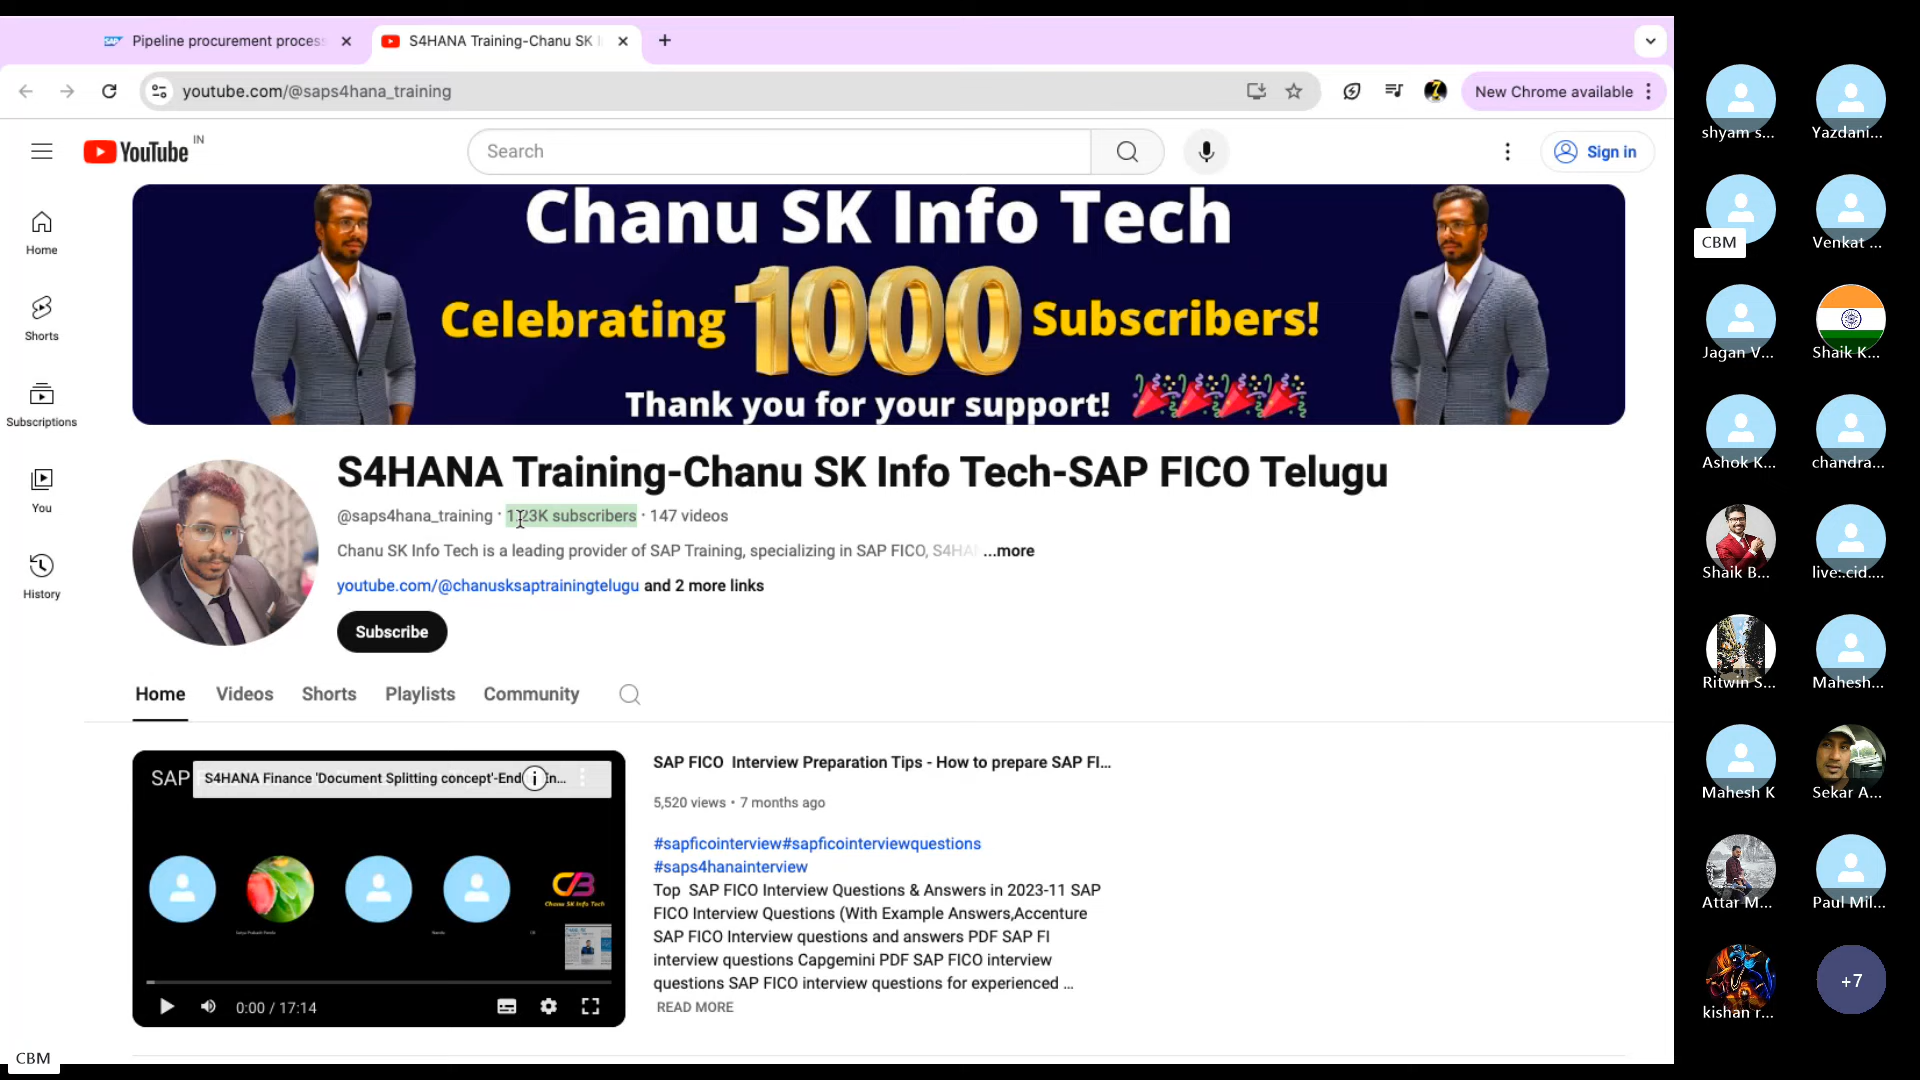 Pipeline procurement process
S4HANA Training-Chanu SK I
youtube.com/@saps4hana_training
New Chrome available
YouTube IN
Search
Sign in
Home
Shorts
Subscriptions
You
History
Chanu SK Info Tech
Celebrating 1000 Subscribers!
Thank you for your support!
S4HANA Training-Chanu SK Info Tech-SAP FICO Telugu
@saps4hana_training · 1.23K subscribers · 147 videos
Chanu SK Info Tech is a leading provider of SAP Training, specializing in SAP FICO, S4HAN ...more
youtube.com/@chanusksaptrainingtelugu and 2 more links
Subscribe
Home Videos Shorts Playlists Community
SAP
S4HANA Finance 'Document Splitting concept'-End
Chanu SK Info Tech
0:00 / 17:14
SAP FICO Interview Preparation Tips - How to prepare SAP FI...
5,520 views • 7 months ago
#sapficointerview#sapficointerviewquestions
#saps4hanainterview
Top SAP FICO Interview Questions & Answers in 2023-11 SAP
FICO Interview Questions (With Example Answers,Accenture
SAP FICO Interview questions and answers PDF SAP FI
interview questions Capgemini PDF SAP FICO interview
questions SAP FICO interview questions for experienced ...
READ MORE
CBM
shyam s...
Yazdani...
CBM
Venkat ...
Jagan V...
Shaik K...
Ashok K...
chandra...
Shaik B...
live:.cid....
Ritwin S...
Mahesh...
Mahesh K
Sekar A...
Attar M...
Paul Mil...
kishan r...
+7